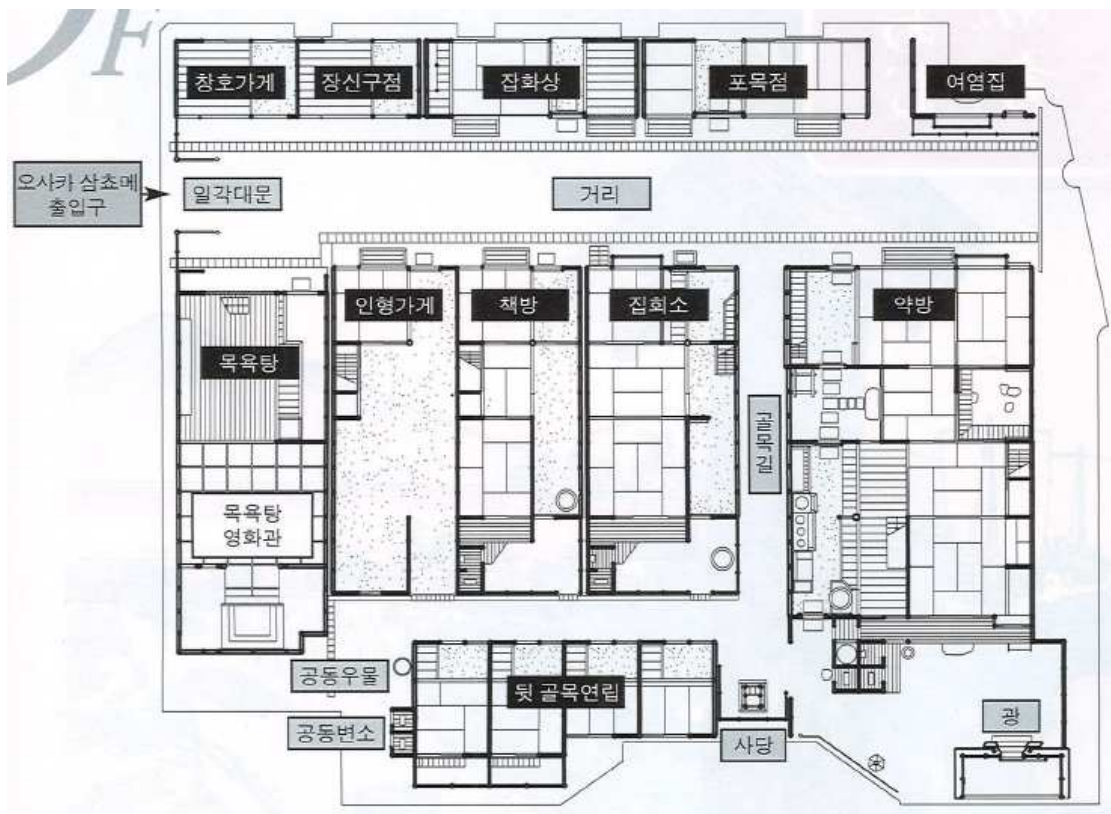 OF
창호가게
장신구점
잡화상
포목점
여염집
오사카 삼쵸메
출입구
일각대문
거리
인형가게
책방
집회소
약방
목욕탕
골목길
목욕탕
영화관
공동우물
뒷 골목연립
공동변소
사당
광